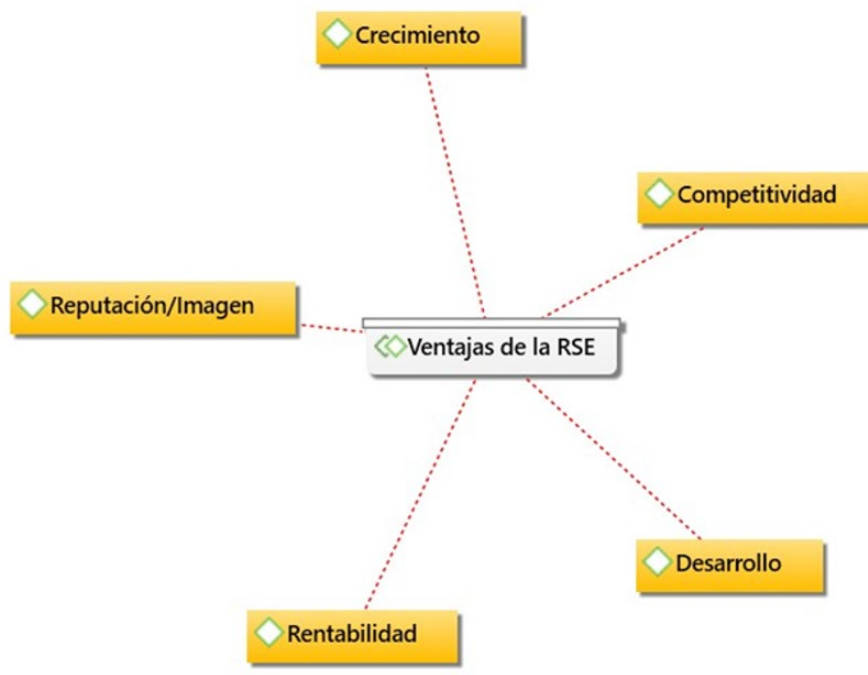 Crecimiento
Competitividad
Reputación/Imagen
Ventajas de la RSE
Desarrollo
Rentabilidad